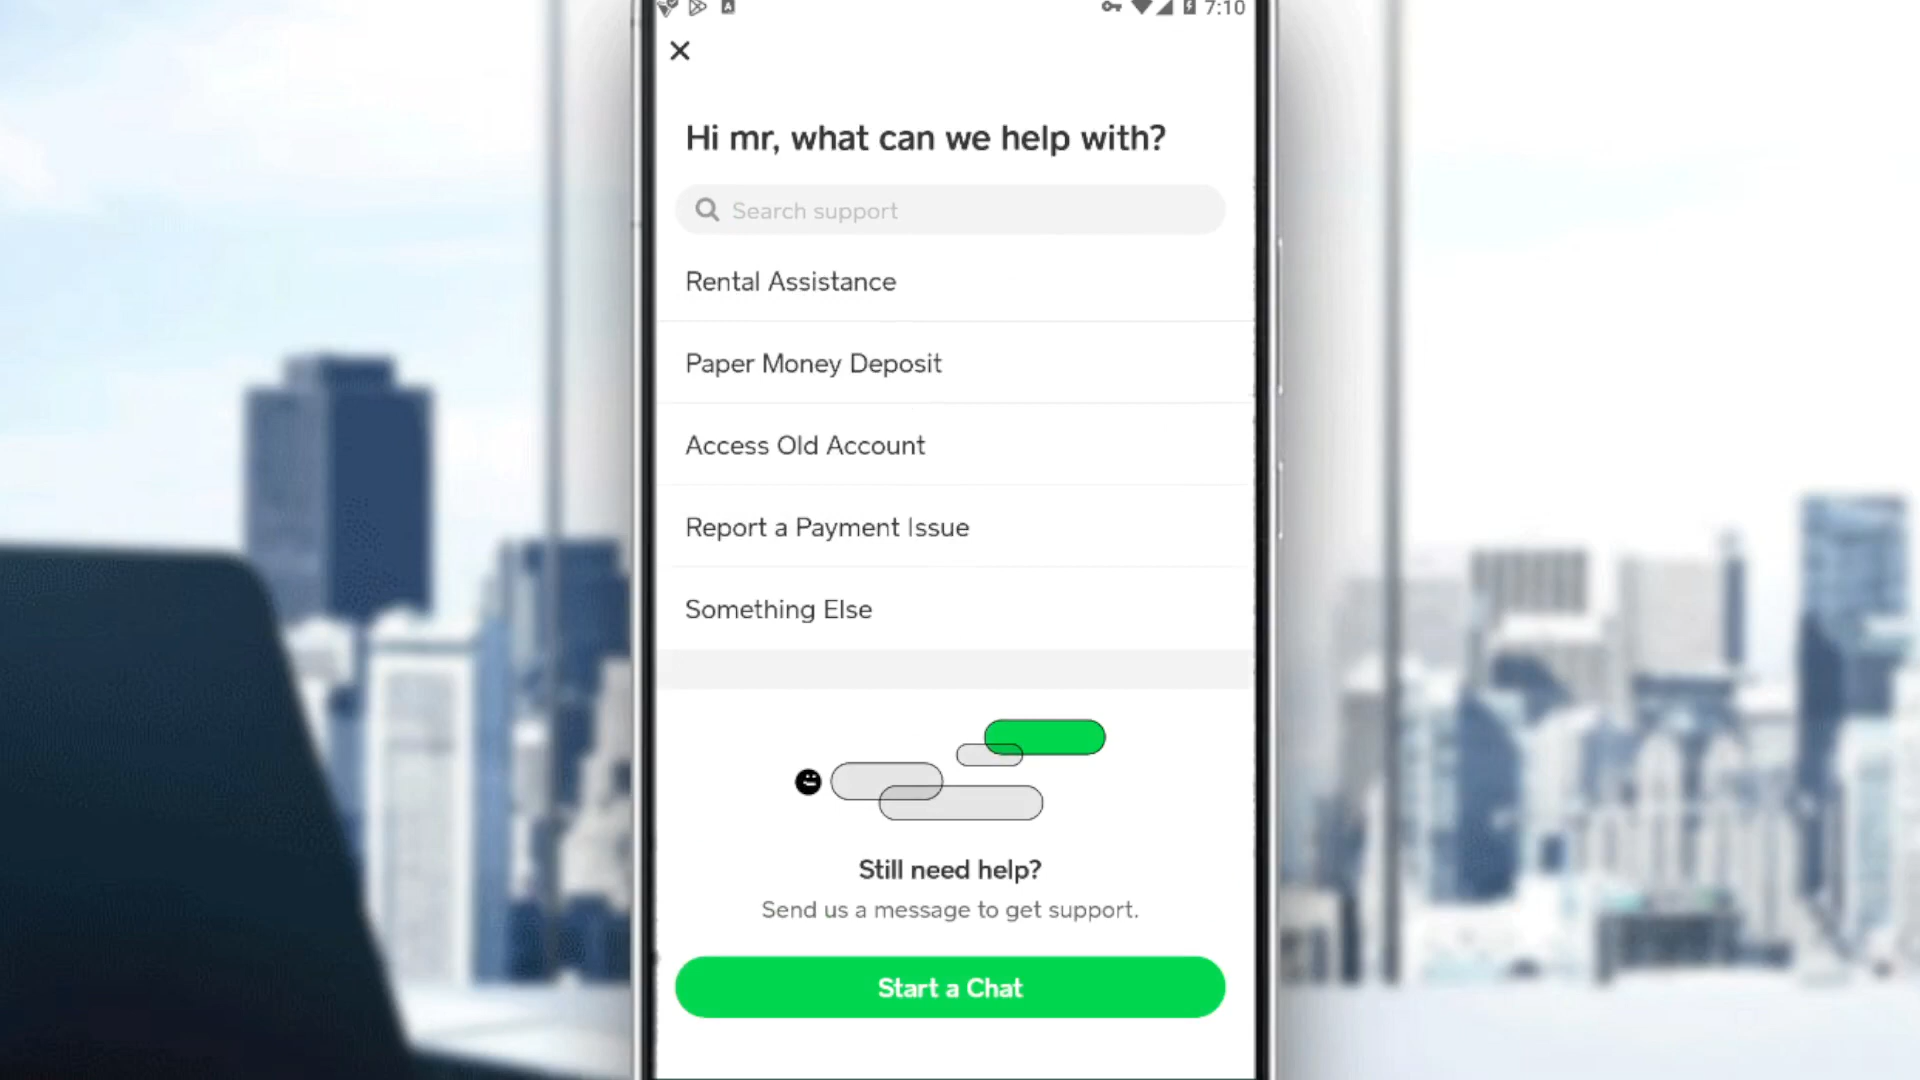 7:10
Hi mr, what can we help with?
Search support
Rental Assistance
Paper Money Deposit
Access Old Account
Report a Payment Issue
Something Else
Still need help?
Send us a message to get support.
Start a Chat